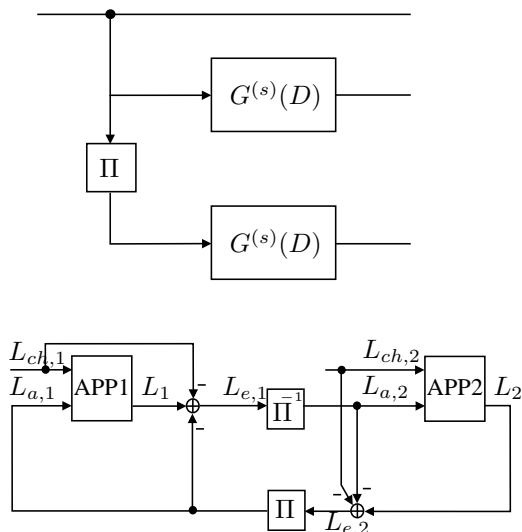 G^{(s)}(D)
Π
G^{(s)}(D)
L_{ch,1}
L_{a,1}
APP1
L_1
-
-
L_{e,1}
Π^{-1}
L_{ch,2}
L_{a,2}
APP2
L_2
-
-
Π
L_{e,2}